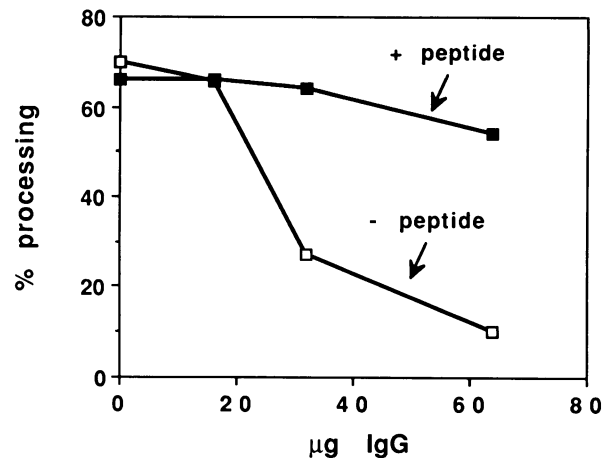 80
60
40
20
0
% processing
+ peptide
- peptide
0 20 40 60 80
µg IgG